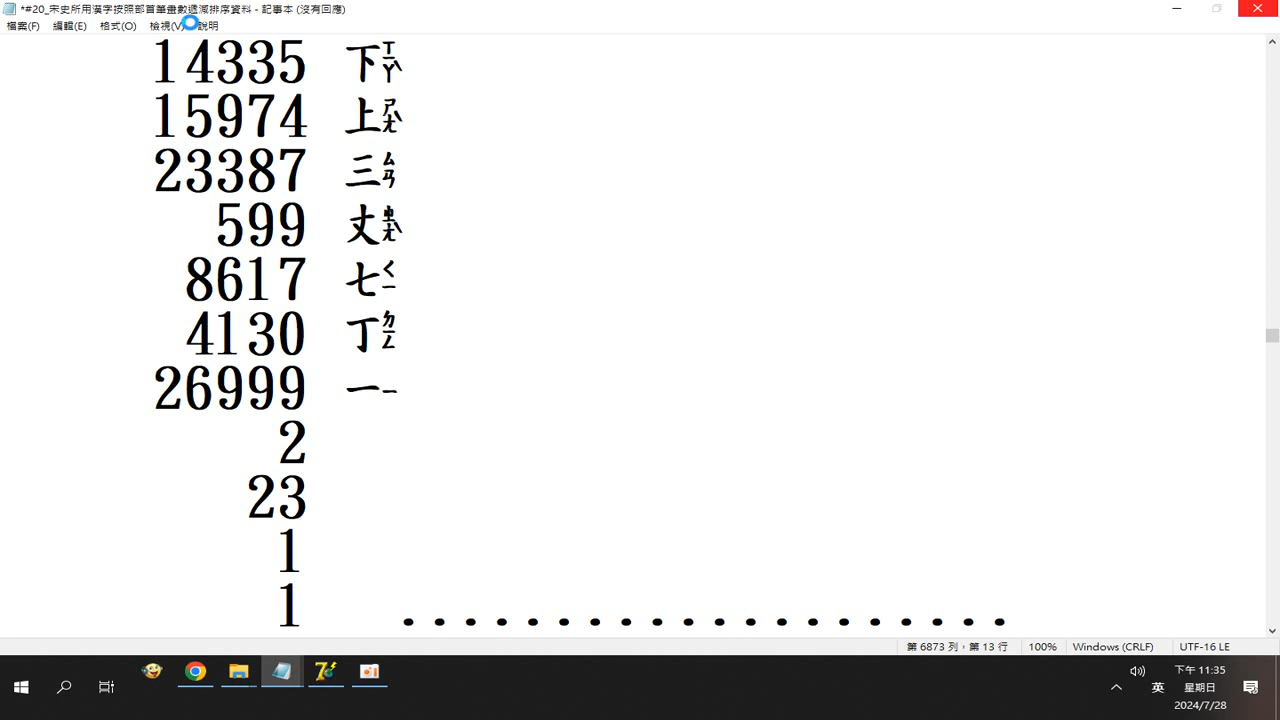 *#20_宋史所用漢字按照部首筆畫數遞減排序資料 - 記事本 (沒有回應)
檔案(F) 編輯(E) 格式(O) 檢視(V) 說明
14335 下ㄒㄧㄚˋ
15974 上ㄕㄤˋ
23387 三ㄙㄢ
599 丈ㄓㄤˋ
8617 七ㄑㄧ
4130 丁ㄉㄧㄥ
26999 一ㄧ
2
23
1
1 . . . . . . . . . . . . . . . . . . . .
第 6873 列，第 13 行 100% Windows (CRLF) UTF-16 LE
下午 11:35
英 星期日
2024/7/28